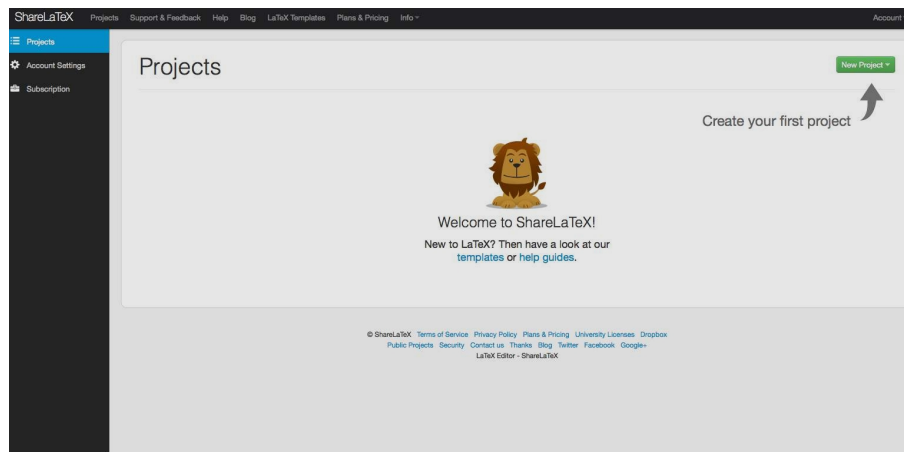 ShareLaTeX Projects Support & Feedback Help Blog LaTeX Templates Plans & Pricing Info Account
Projects
Account Settings
Subscription
Projects
New Project
Create your first project
Welcome to ShareLaTeX!
New to LaTeX? Then have a look at our
templates or help guides.
© ShareLaTeX Terms of Service Privacy Policy Plans & Pricing University Licenses Dropbox
Public Projects Security Contact us Thanks Blog Twitter Facebook Google+
LaTeX Editor - ShareLaTeX